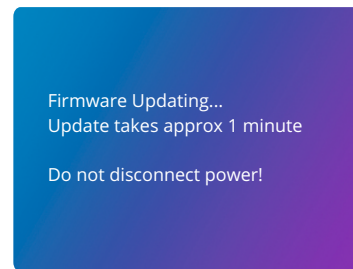 Firmware Updating...
Update takes approx 1 minute
Do not disconnect power!